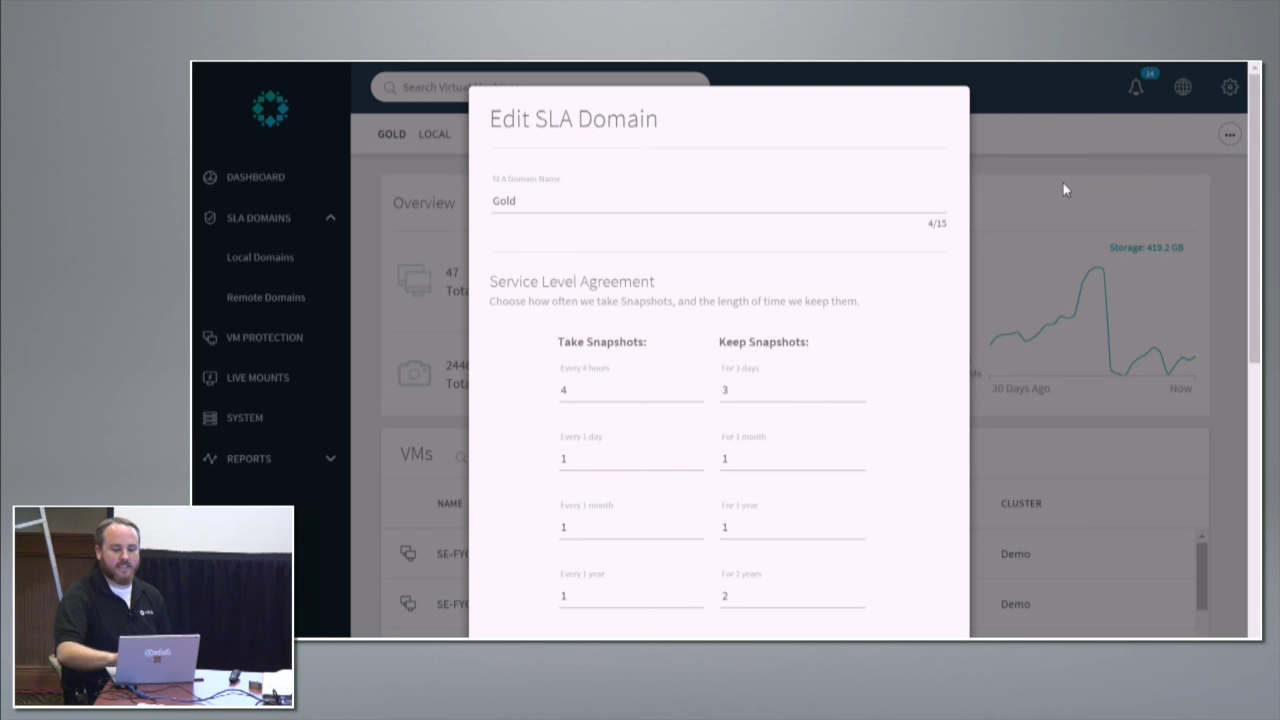 Search Virtual
14
GOLD LOCAL
DASHBOARD
SLA DOMAINS
Local Domains
Remote Domains
VM PROTECTION
LIVE MOUNTS
SYSTEM
REPORTS
Overview
47
Tota
2448
Tota
VMs
NAME
SE-FYC
SE-FYC
Edit SLA Domain
SLA Domain Name
Gold
4/15
Service Level Agreement
Choose how often we take Snapshots, and the length of time we keep them.
Take Snapshots: Keep Snapshots:
Every 4 hours For 3 days
4 3
Every 1 day For 1 month
1 1
Every 1 month For 1 year
1 1
Every 1 year For 2 years
1 2
Storage: 419.2 GB
30 Days Ago Now
CLUSTER
Demo
Demo